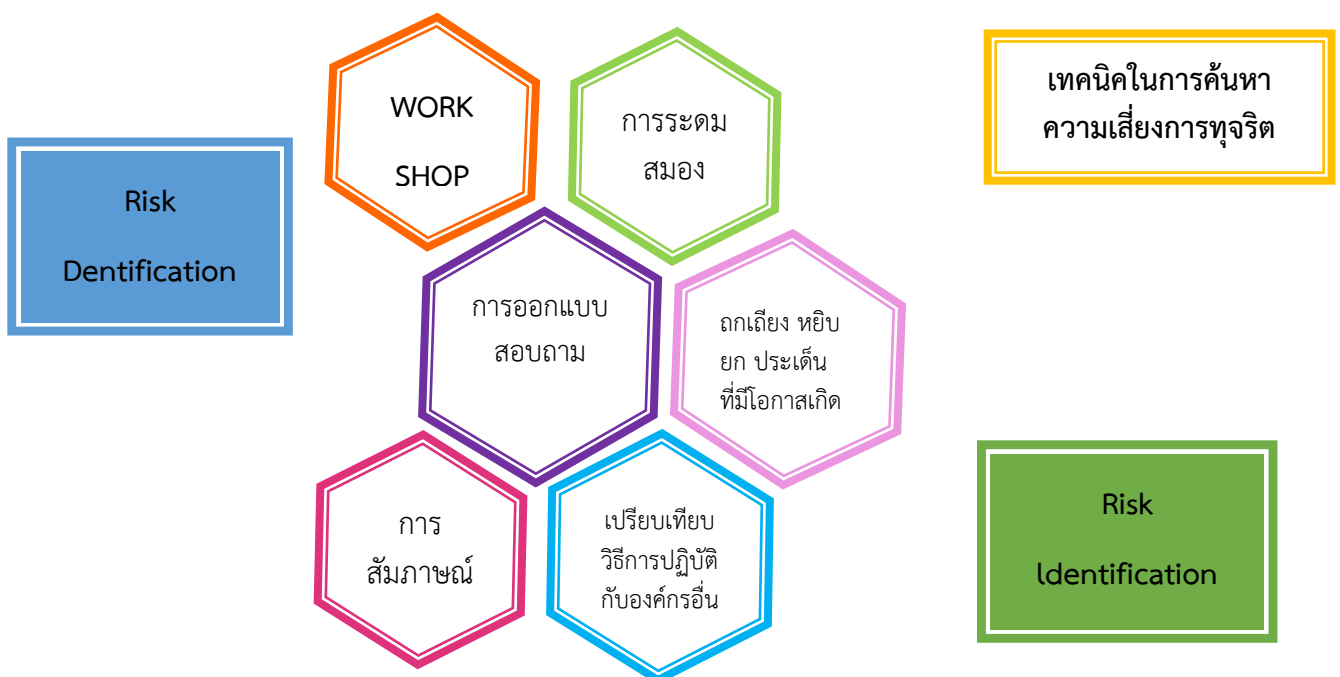 WORK
SHOP
การระดม
สมอง
เทคนิคในการค้นหา
ความเสี่ยงการทุจริต
Risk
Dentification
การออกแบบ
สอบถาม
ถกเถียง หยิบ
ยก ประเด็น
ที่มีโอกาสเกิด
การ
สัมภาษณ์
เปรียบเทียบ
วิธีการปฏิบัติ
กับองค์กรอื่น
Risk
ldentification